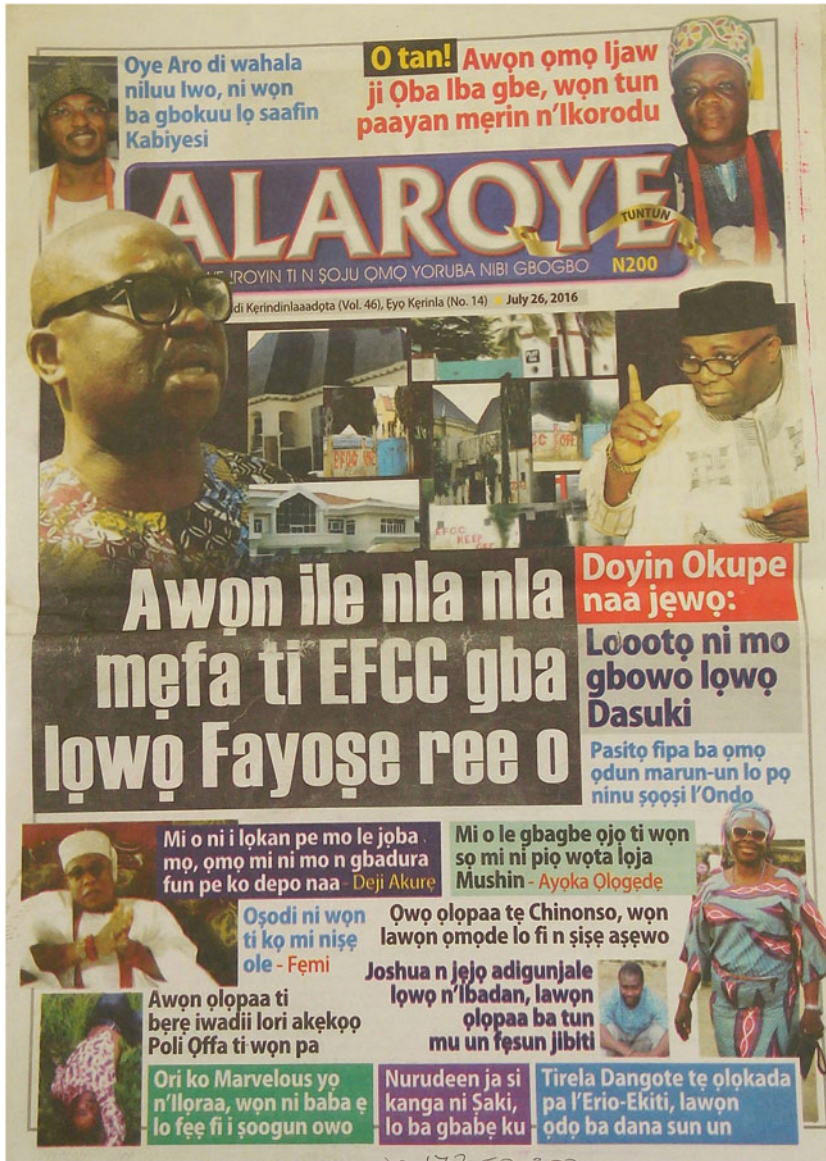 Oye Aro di wahala
niluu Iwo, ni wọn
ba gbokuu lọ saafin
Kabiyesi
O tan! Awọn ọmọ Ijaw
ji Ọba Iba gbe, wọn tun
paayan mẹrin n'Ikorodu
ALAROYE
TUNTUN
IROYIN TI N ṢOJU ỌMỌ YORUBA NIBI GBOGBO N200
di Kẹrindinlaaadọta (Vol. 46), Ẹyọ Kẹrinla (No. 14) July 26, 2016
EFCC
EFCC
KEEP
OFF
Awọn ile nla nla
mẹfa ti EFCC gba
lọwọ Fayoṣe ree o
Doyin Okupe
naa jẹwọ:
Loootọ ni mo
gbowo lọwọ
Dasuki
Pasitọ fipa ba ọmọ
ọdun marun-un lo pọ
ninu ṣọọṣi l'Ondo
Mi o ni i lọkan pe mo le jọba
mọ, ọmọ mi ni mo n gbadura
fun pe ko depo naa - Deji Akurẹ
Mi o le gbagbe ọjọ ti wọn
sọ mi ni piọ wọta lọja
Mushin - Ayọka Ọlọgẹdẹ
Oṣodi ni wọn
ti kọ mi niṣẹ
ole - Fẹmi
Ọwọ ọlọpaa tẹ Chinonso, wọn
lawọn ọmọde lo fi n ṣiṣẹ aṣẹwo
Awọn ọlọpaa ti
bẹrẹ iwadii lori akẹkọọ
Poli Ọffa ti wọn pa
Joshua n jẹjọ adigunjale
lọwọ n'Ibadan, lawọn
ọlọpaa ba tun
mu un fẹsun jibiti
Ori ko Marvelous yọ
n'Ilọraa, wọn ni baba ẹ
lo fẹẹ fi i ṣoogun owo
Nurudeen ja si
kanga ni Ṣaki,
lo ba gbabẹ ku
Tirela Dangote tẹ ọlọkada
pa l'Erio-Ekiti, lawọn
ọdọ ba dana sun un